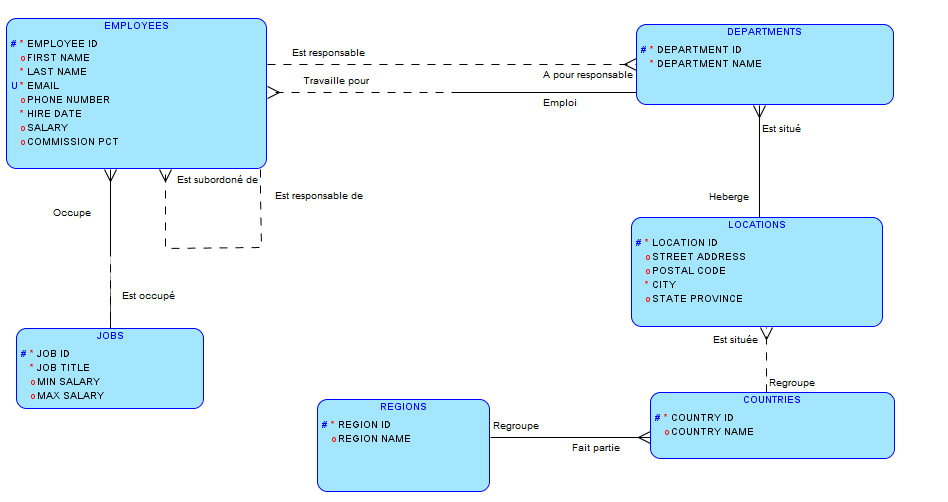 EMPLOYEES
# * EMPLOYEE ID
o FIRST NAME
* LAST NAME
U * EMAIL
o PHONE NUMBER
* HIRE DATE
o SALARY
o COMMISSION PCT
Est responsable
A pour responsable
Travaille pour
Emploi
DEPARTMENTS
# * DEPARTMENT ID
* DEPARTMENT NAME
Est situé
Heberge
Est subordoné de
Est responsable de
Occupe
Est occupé
LOCATIONS
# * LOCATION ID
o STREET ADDRESS
o POSTAL CODE
* CITY
o STATE PROVINCE
JOBS
# * JOB ID
* JOB TITLE
o MIN SALARY
o MAX SALARY
Est située
Regroupe
REGIONS
# * REGION ID
o REGION NAME
Regroupe
Fait partie
COUNTRIES
# * COUNTRY ID
o COUNTRY NAME